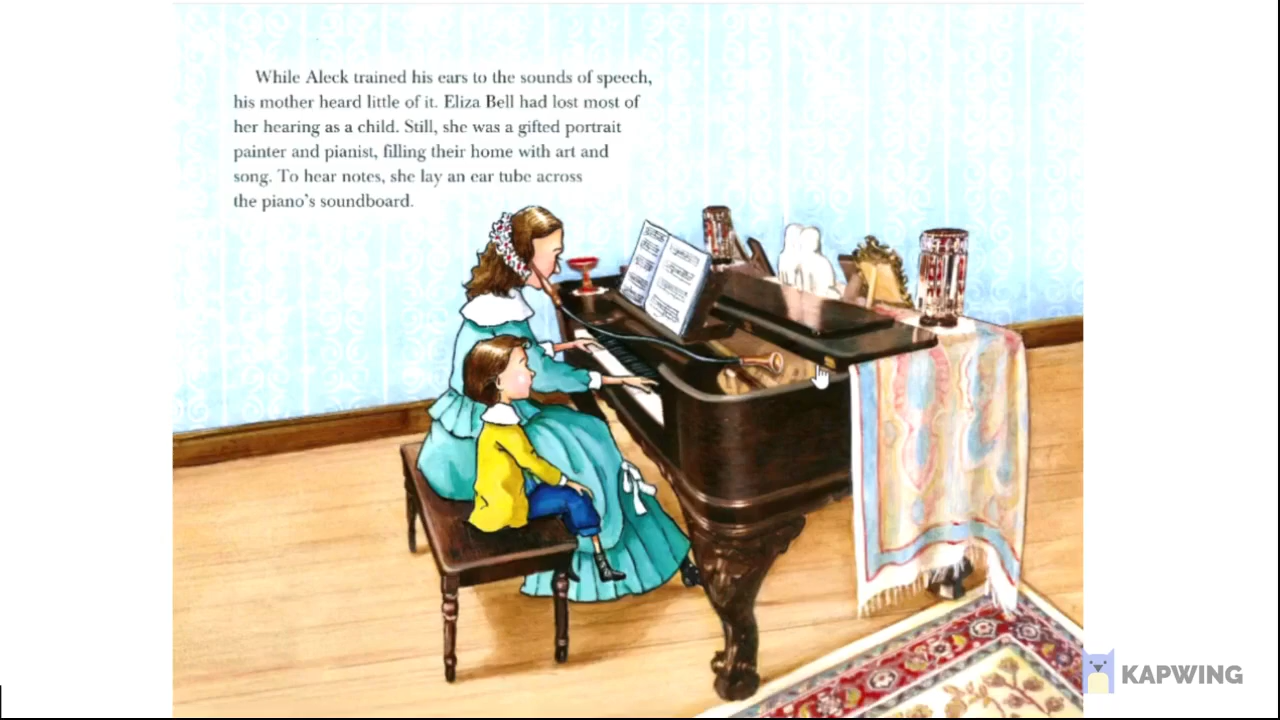 While Aleck trained his ears to the sounds of speech,
his mother heard little of it. Eliza Bell had lost most of
her hearing as a child. Still, she was a gifted portrait
painter and pianist, filling their home with art and
song. To hear notes, she lay an ear tube across
the piano's soundboard.
KAPWING